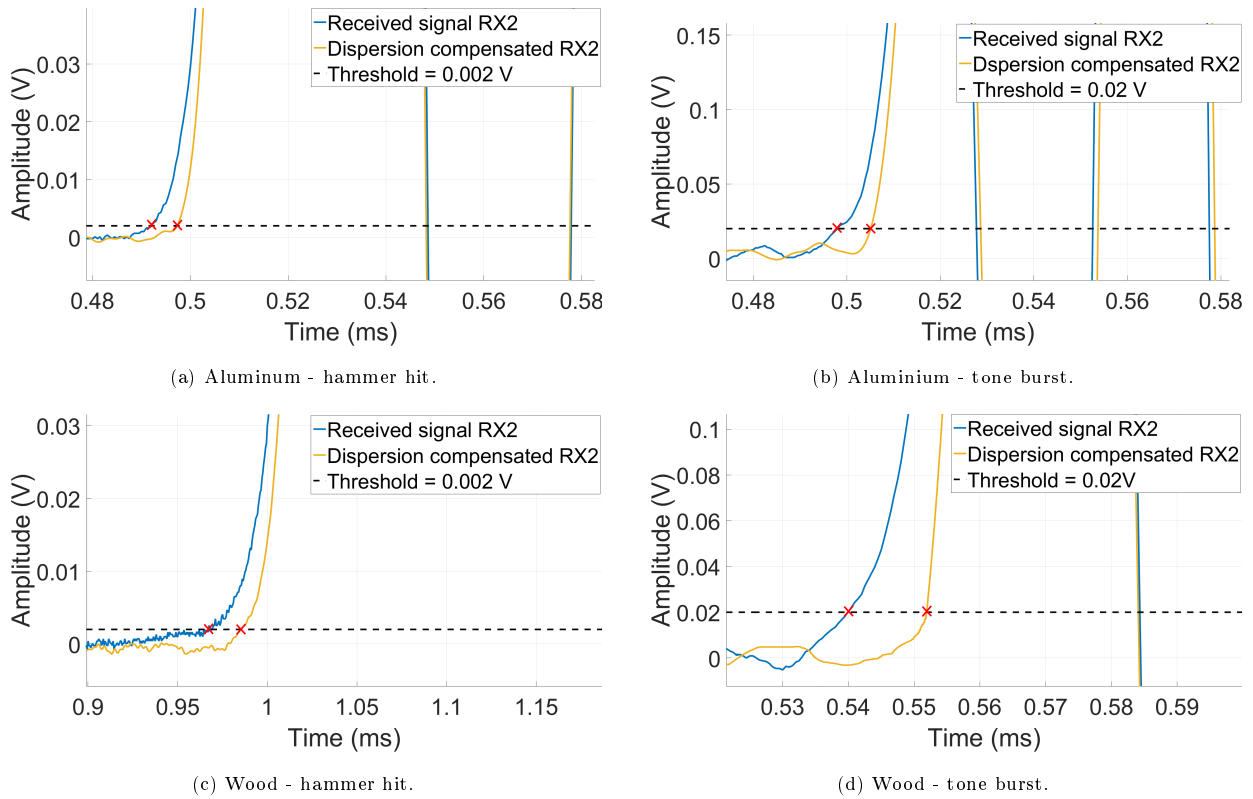 Received signal RX2
Dispersion compensated RX2
Threshold = 0.002 V
0.03
0.02
0.01
0
Amplitude (V)
0.48 0.5 0.52 0.54 0.56 0.58
Time (ms)
(a) Aluminum - hammer hit.
Received signal RX2
Dspersion compensated RX2
Threshold = 0.02 V
0.15
0.1
0.05
0
Amplitude (V)
0.48 0.5 0.52 0.54 0.56 0.58
Time (ms)
(b) Aluminium - tone burst.
Received signal RX2
Dispersion compensated RX2
Threshold = 0.002 V
0.03
0.02
0.01
0
Amplitude (V)
0.9 0.95 1 1.05 1.1 1.15
Time (ms)
(c) Wood - hammer hit.
Received signal RX2
Dispersion compensated RX2
Threshold = 0.02V
0.1
0.08
0.06
0.04
0.02
0
Amplitude (V)
0.53 0.54 0.55 0.56 0.57 0.58 0.59
Time (ms)
(d) Wood - tone burst.